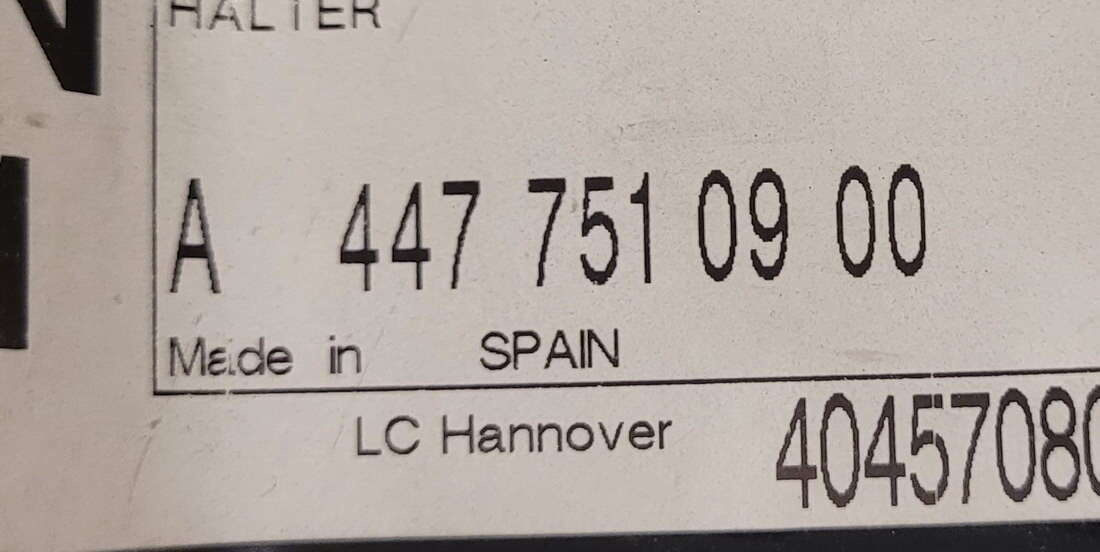 HALTER
A 447 751 09 00
Made in SPAIN
LC Hannover 4045708